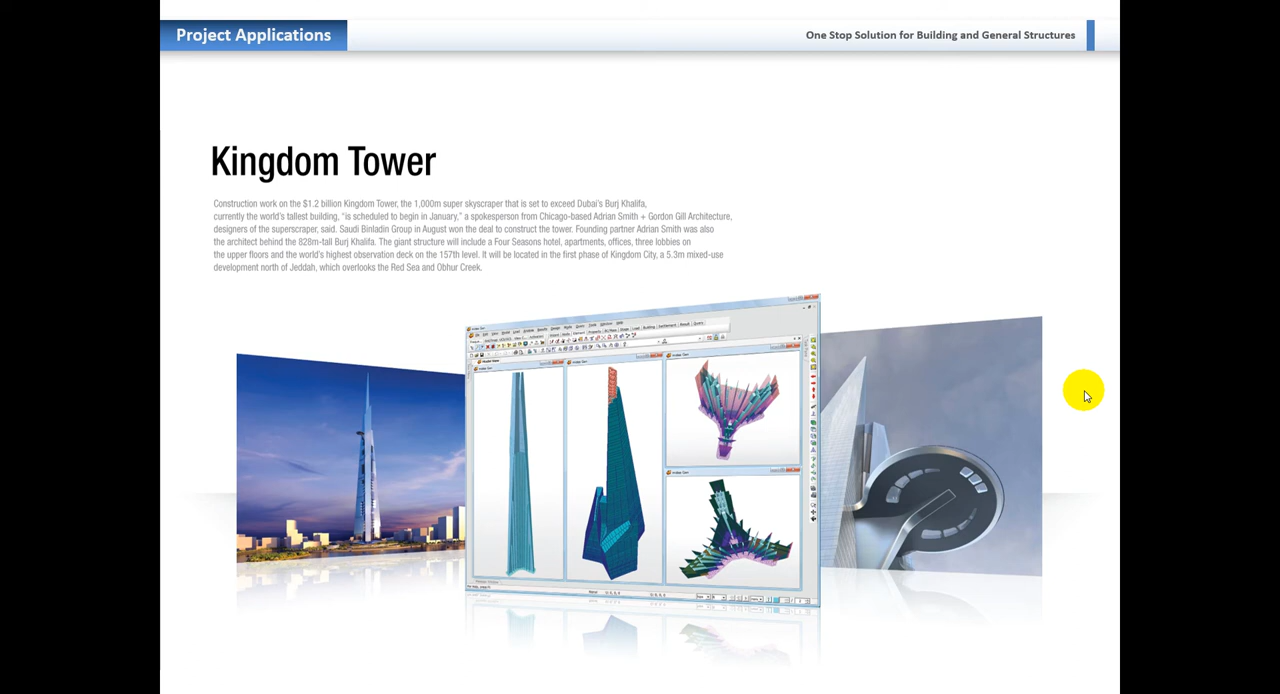 Project Applications
One Stop Solution for Building and General Structures
Kingdom Tower
Construction work on the $1.2 billion Kingdom Tower, the 1,000m super skyscraper that is set to exceed Dubai's Burj Khalifa,
currently the world's tallest building, "is scheduled to begin in January," a spokesperson from Chicago-based Adrian Smith + Gordon Gill Architecture,
designers of the superscraper, said. Saudi Binladin Group in August won the deal to construct the tower. Founding partner Adrian Smith was also
the architect behind the 828m-tall Burj Khalifa. The giant structure will include a Four Seasons hotel, apartments, offices, three lobbies on
the upper floors and the world's highest observation deck on the 157th level. It will be located in the first phase of Kingdom City, a 5.3m mixed-use
development north of Jeddah, which overlooks the Red Sea and Obhur Creek.